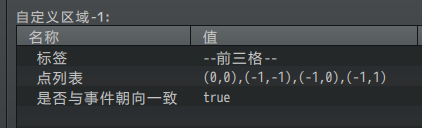 自定义区域-1:
名称 值
标签 --前三格--
点列表 (0,0),(-1,-1),(-1,0),(-1,1)
是否与事件朝向一致 true